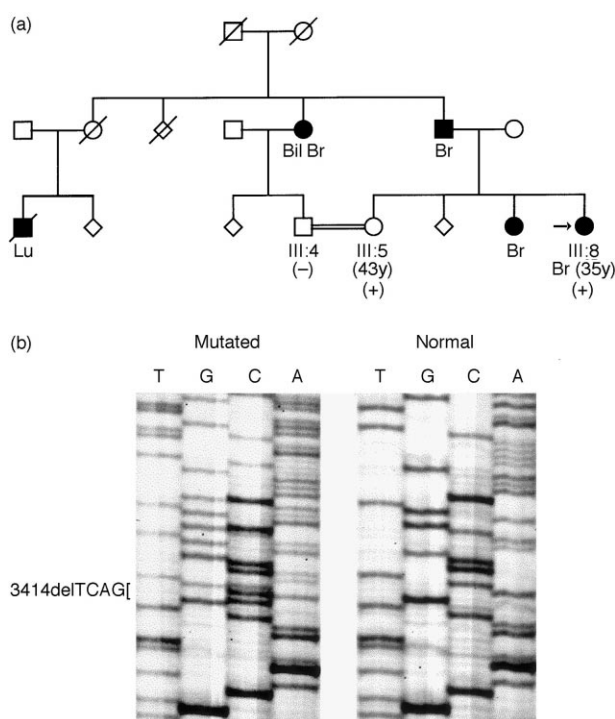 (a)
Bil Br
Br
Lu
III:4
(–)
III:5
(43y)
(+)
Br
III:8
Br (35y)
(+)
(b)
Mutated
Normal
T G C A
T G C A
3414delTCAG[